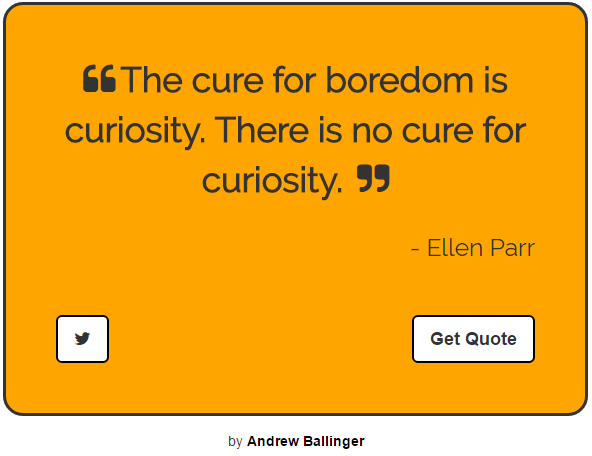 “The cure for boredom is
curiosity. There is no cure for
curiosity. ”
- Ellen Parr
Get Quote
by Andrew Ballinger